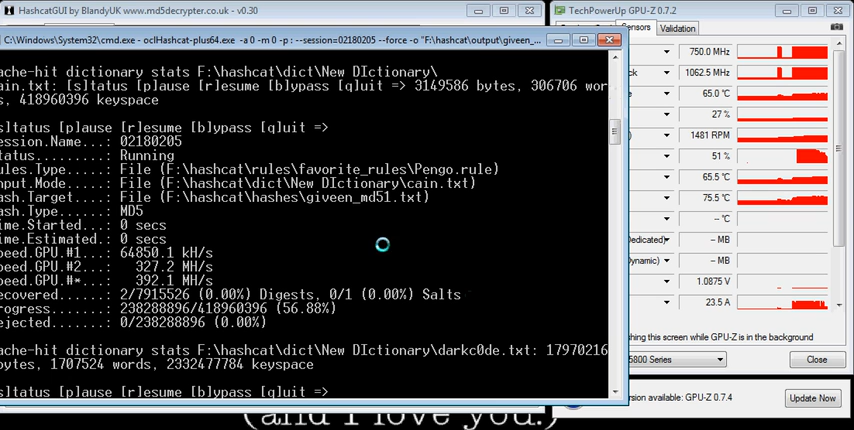 HashcatGUI by BlandyUK www.md5decrypter.co.uk - v0.30
C:\Windows\System32\cmd.exe - oclHashcat-plus64.exe -a 0 -m 0 -p : --session=02180205 --force -o "F:\hashcat\output\giveen_...
ache-hit dictionary stats F:\hashcat\dict\New DIctionary\
cain.txt: [s]tatus [p]ause [r]esume [b]ypass [q]uit => 3149586 bytes, 306706 wor
s, 418960396 keyspace
s]tatus [p]ause [r]esume [b]ypass [q]uit =>
ession.Name...: 02180205
tatus.........: Running
ules.Type.....: File (F:\hashcat\rules\favorite_rules\Pengo.rule)
nput.Mode.....: File (F:\hashcat\dict\New DIctionary\cain.txt)
ash.Target....: File (F:\hashcat\hashes\giveen_md51.txt)
ash.Type......: MD5
ime.Started...: 0 secs
ime.Estimated.: 0 secs
peed.GPU.#1...: 64850.1 kH/s
peed.GPU.#2...: 327.2 MH/s
peed.GPU.#*...: 392.1 MH/s
ecovered......: 2/7915526 (0.00%) Digests, 0/1 (0.00%) Salts
rogress.......: 238288896/418960396 (56.88%)
ejected.......: 0/238288896 (0.00%)
ache-hit dictionary stats F:\hashcat\dict\New DIctionary\darkc0de.txt: 17970216
bytes, 1707524 words, 2332477784 keyspace
s]tatus [p]ause [r]esume [b]ypass [q]uit =>
(and I love you.)
TechPowerUp GPU-Z 0.7.2
Sensors Validation
750.0 MHz
ock 1062.5 MHz
65.0 °C
27 %
1481 RPM
51 %
65.5 °C
75.5 °C
-- °C
Dedicated) -- MB
Dynamic) -- MB
1.0875 V
23.5 A
hing this screen while GPU-Z is in the background
5800 Series Close
ersion available: GPU-Z 0.7.4 Update Now